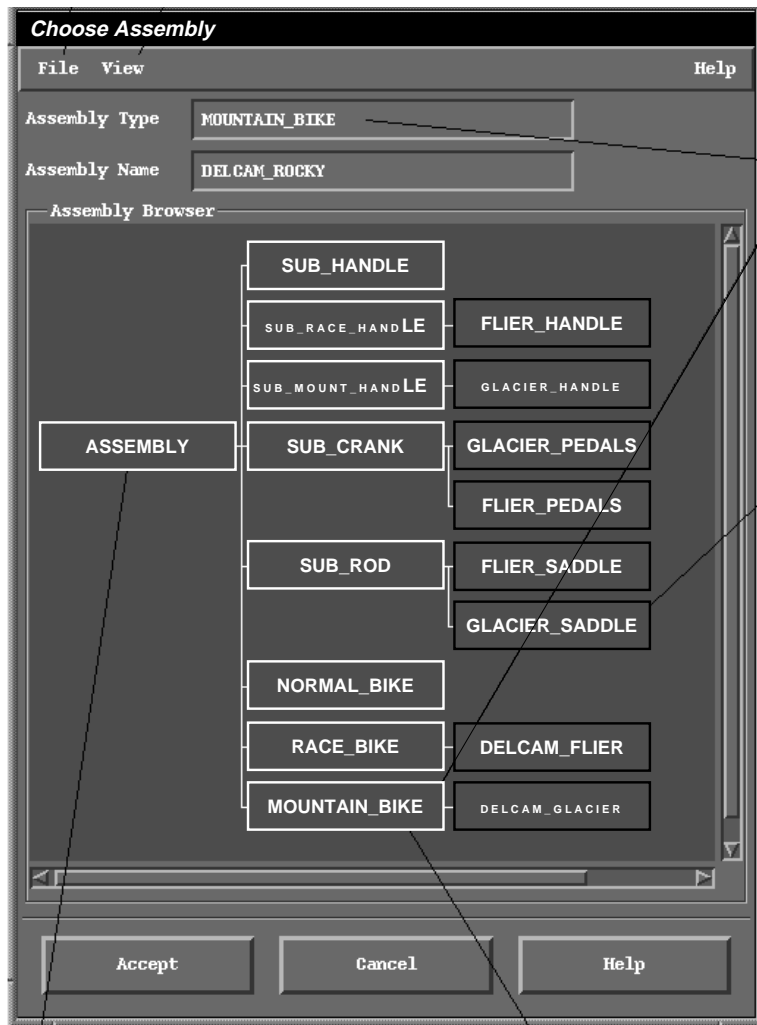 Choose Assembly
File View Help
Assembly Type MOUNTAIN_BIKE
Assembly Name DELCAM_ROCKY
Assembly Browser
SUB_HANDLE
SUB_RACE_HANDLE FLIER_HANDLE
SUB_MOUNT_HANDLE GLACIER_HANDLE
ASSEMBLY SUB_CRANK GLACIER_PEDALS
FLIER_PEDALS
SUB_ROD FLIER_SADDLE
GLACIER_SADDLE
NORMAL_BIKE
RACE_BIKE DELCAM_FLIER
MOUNTAIN_BIKE DELCAM_GLACIER
Accept Cancel Help